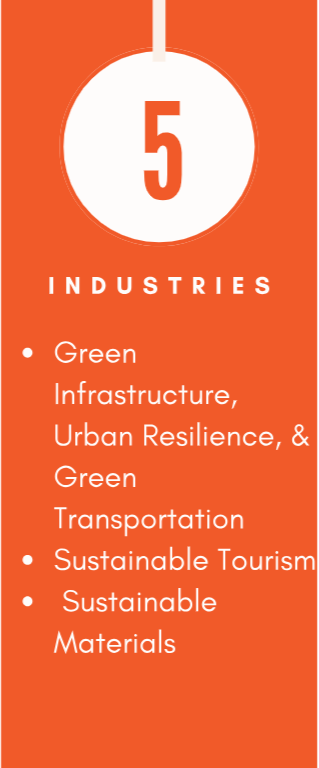 5
INDUSTRIES
• Green
Infrastructure,
Urban Resilience, &
Green
Transportation
• Sustainable Tourism
• Sustainable
Materials